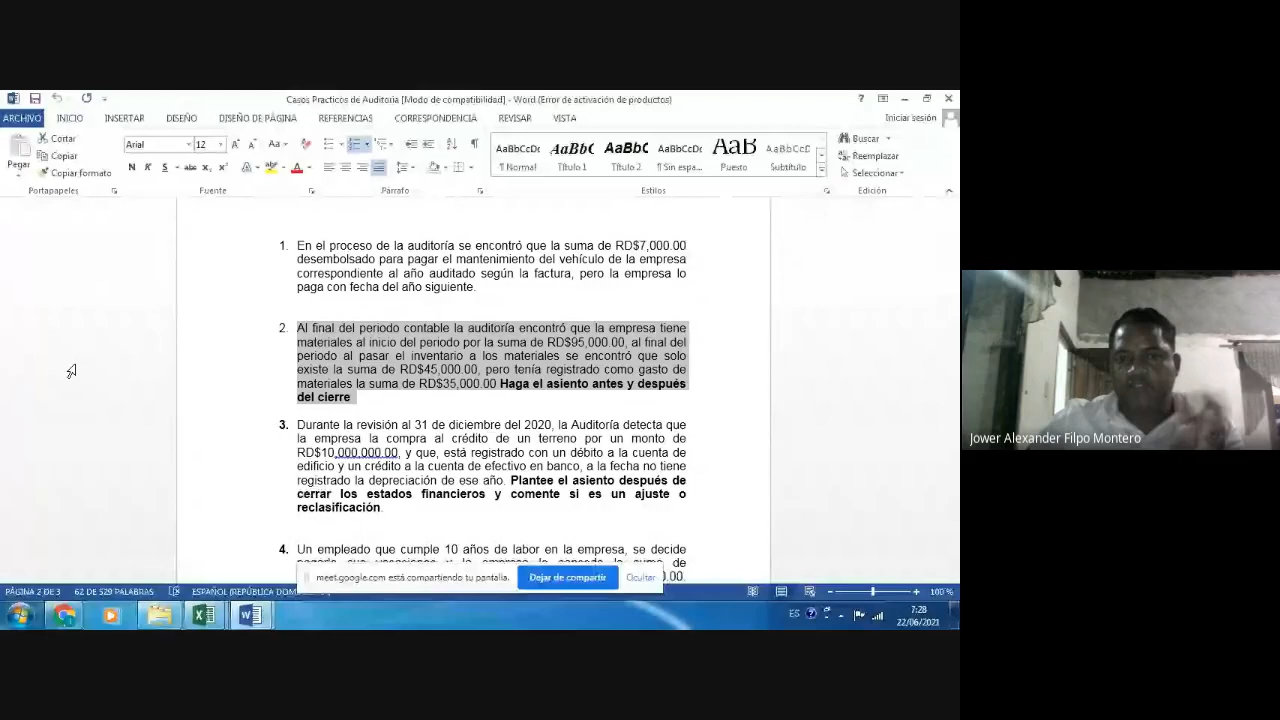 Casos Practicos de Auditoria [Modo de compatibilidad] - Word (Error de activación de productos)
ARCHIVO INICIO INSERTAR DISEÑO DISEÑO DE PÁGINA REFERENCIAS CORRESPONDENCIA REVISAR VISTA Iniciar sesión
Pegar
Cortar
Copiar
Copiar formato
Portapapeles
Arial 12
N K S abc x₂ x²
Fuente
Párrafo
AaBbCcDc AaBbC AaBbCc AaBbCcDc AaB AaBbCcDc
¶ Normal Título 1 Título 2 ¶ Sin espa... Puesto Subtítulo
Estilos
Buscar
Reemplazar
Seleccionar
Edición
1. En el proceso de la auditoría se encontró que la suma de RD$7,000.00
desembolsado para pagar el mantenimiento del vehículo de la empresa
correspondiente al año auditado según la factura, pero la empresa lo
paga con fecha del año siguiente.
2. Al final del periodo contable la auditoría encontró que la empresa tiene
materiales al inicio del periodo por la suma de RD$95,000.00, al final del
periodo al pasar el inventario a los materiales se encontró que solo
existe la suma de RD$45,000.00, pero tenía registrado como gasto de
materiales la suma de RD$35,000.00 Haga el asiento antes y después
del cierre
3. Durante la revisión al 31 de diciembre del 2020, la Auditoría detecta que
la empresa la compra al crédito de un terreno por un monto de
RD$10,000,000.00, y que, está registrado con un débito a la cuenta de
edificio y un crédito a la cuenta de efectivo en banco, a la fecha no tiene
registrado la depreciación de ese año. Plantee el asiento después de
cerrar los estados financieros y comente si es un ajuste o
reclasificación.
4. Un empleado que cumple 10 años de labor en la empresa, se decide
meet.google.com está compartiendo tu pantalla. Dejar de compartir Ocultar
PÁGINA 2 DE 3 62 DE 529 PALABRAS 100 %
ES 7:28
22/06/2021
Jower Alexander Filpo Montero